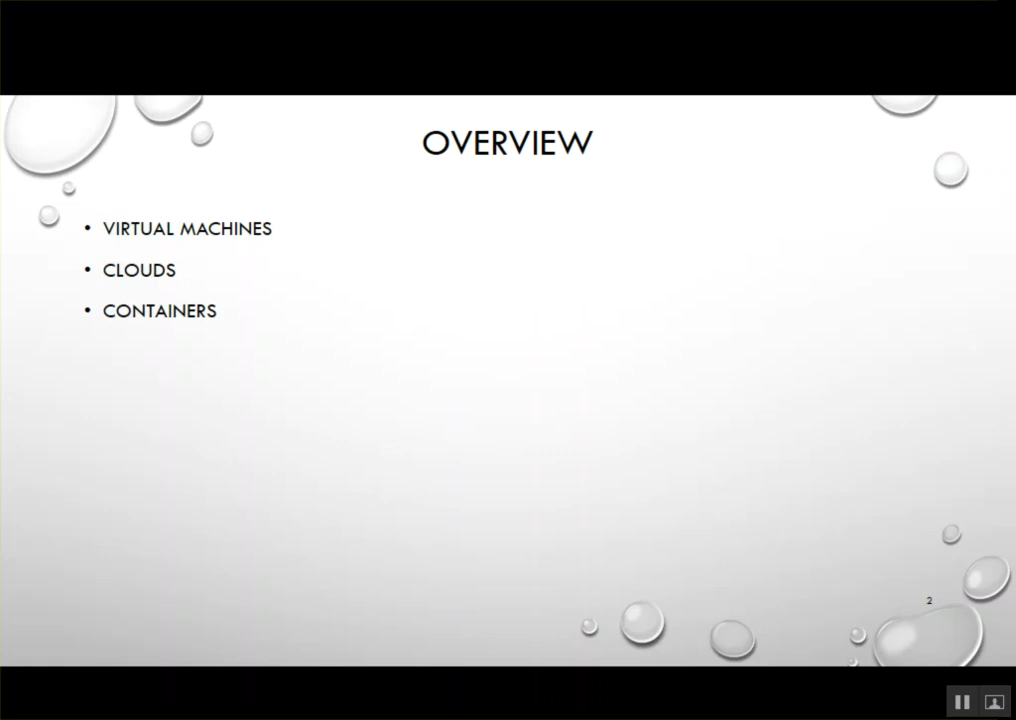 OVERVIEW
• VIRTUAL MACHINES
• CLOUDS
• CONTAINERS
2